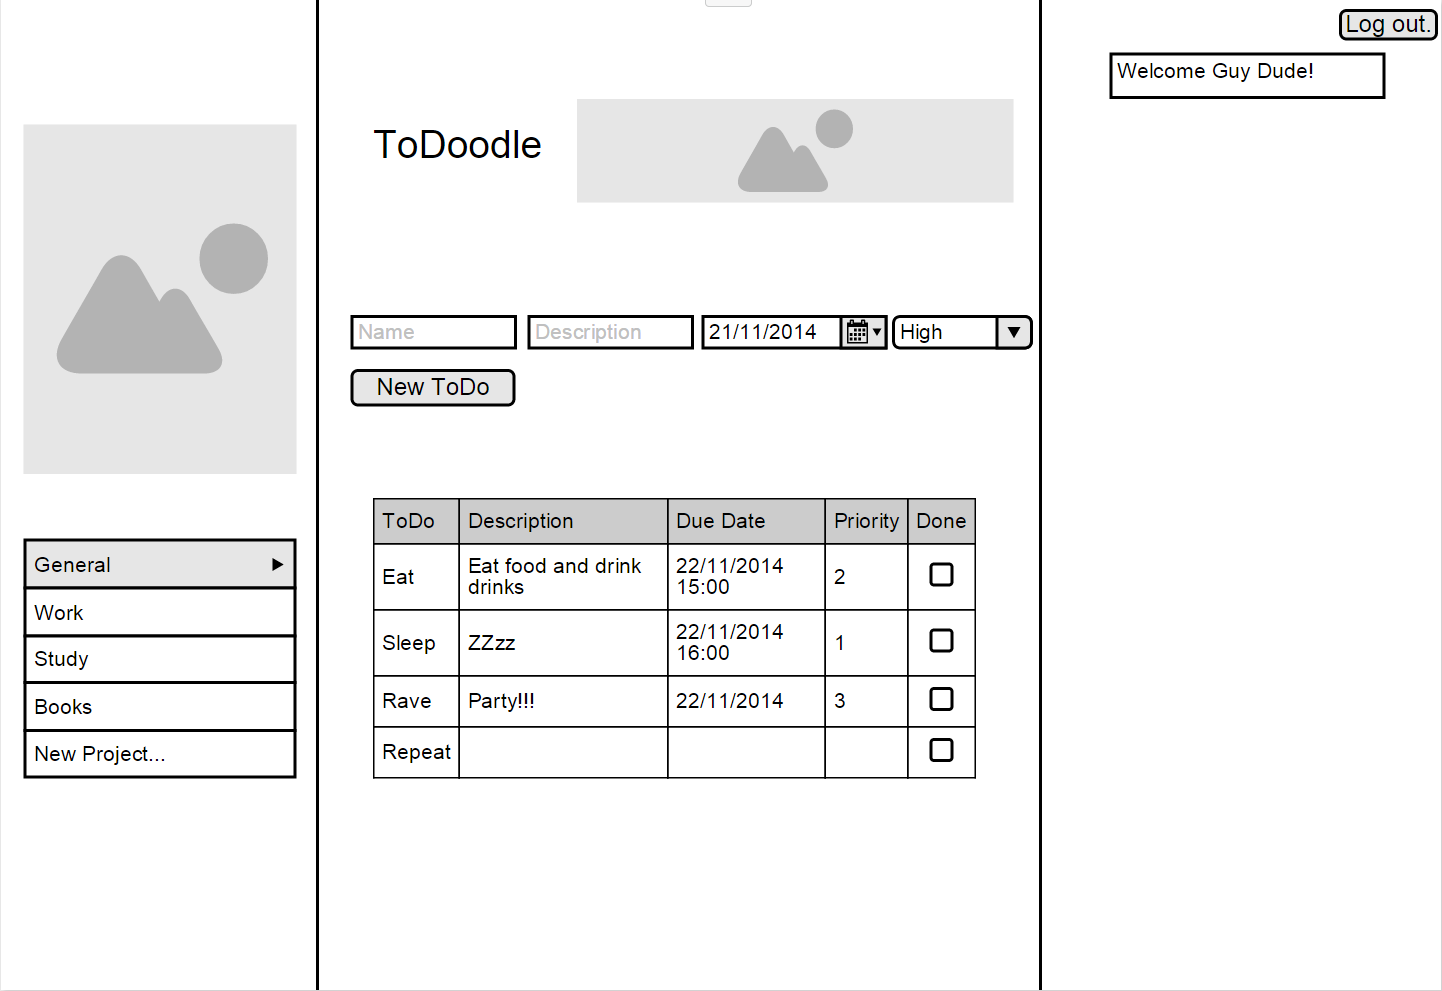 Log out.
Welcome Guy Dude!
ToDoodle
Name
Description
21/11/2014
High
New ToDo
General
Work
Study
Books
New Project...
ToDo Description Due Date Priority Done
Eat Eat food and drink drinks 22/11/2014 15:00 2
Sleep ZZzz 22/11/2014 16:00 1
Rave Party!!! 22/11/2014 3
Repeat